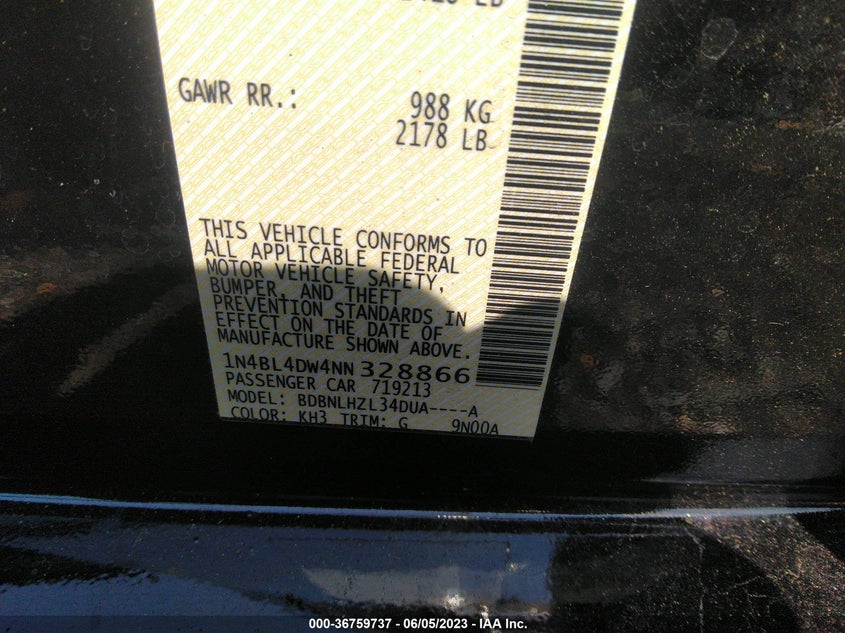 GAWR RR.: 988 KG
2178 LB
THIS VEHICLE CONFORMS TO
ALL APPLICABLE FEDERAL
MOTOR VEHICLE SAFETY,
BUMPER, AND THEFT
PREVENTION STANDARDS IN
EFFECT ON THE DATE OF
MANUFACTURE SHOWN ABOVE.
1N4BL4DW4NN328866
PASSENGER CAR 719213
MODEL: BDBNLHZL34DUA----A
COLOR: KH3 TRIM: G 9N00A
000-36759737 - 06/05/2023 - IAA Inc.